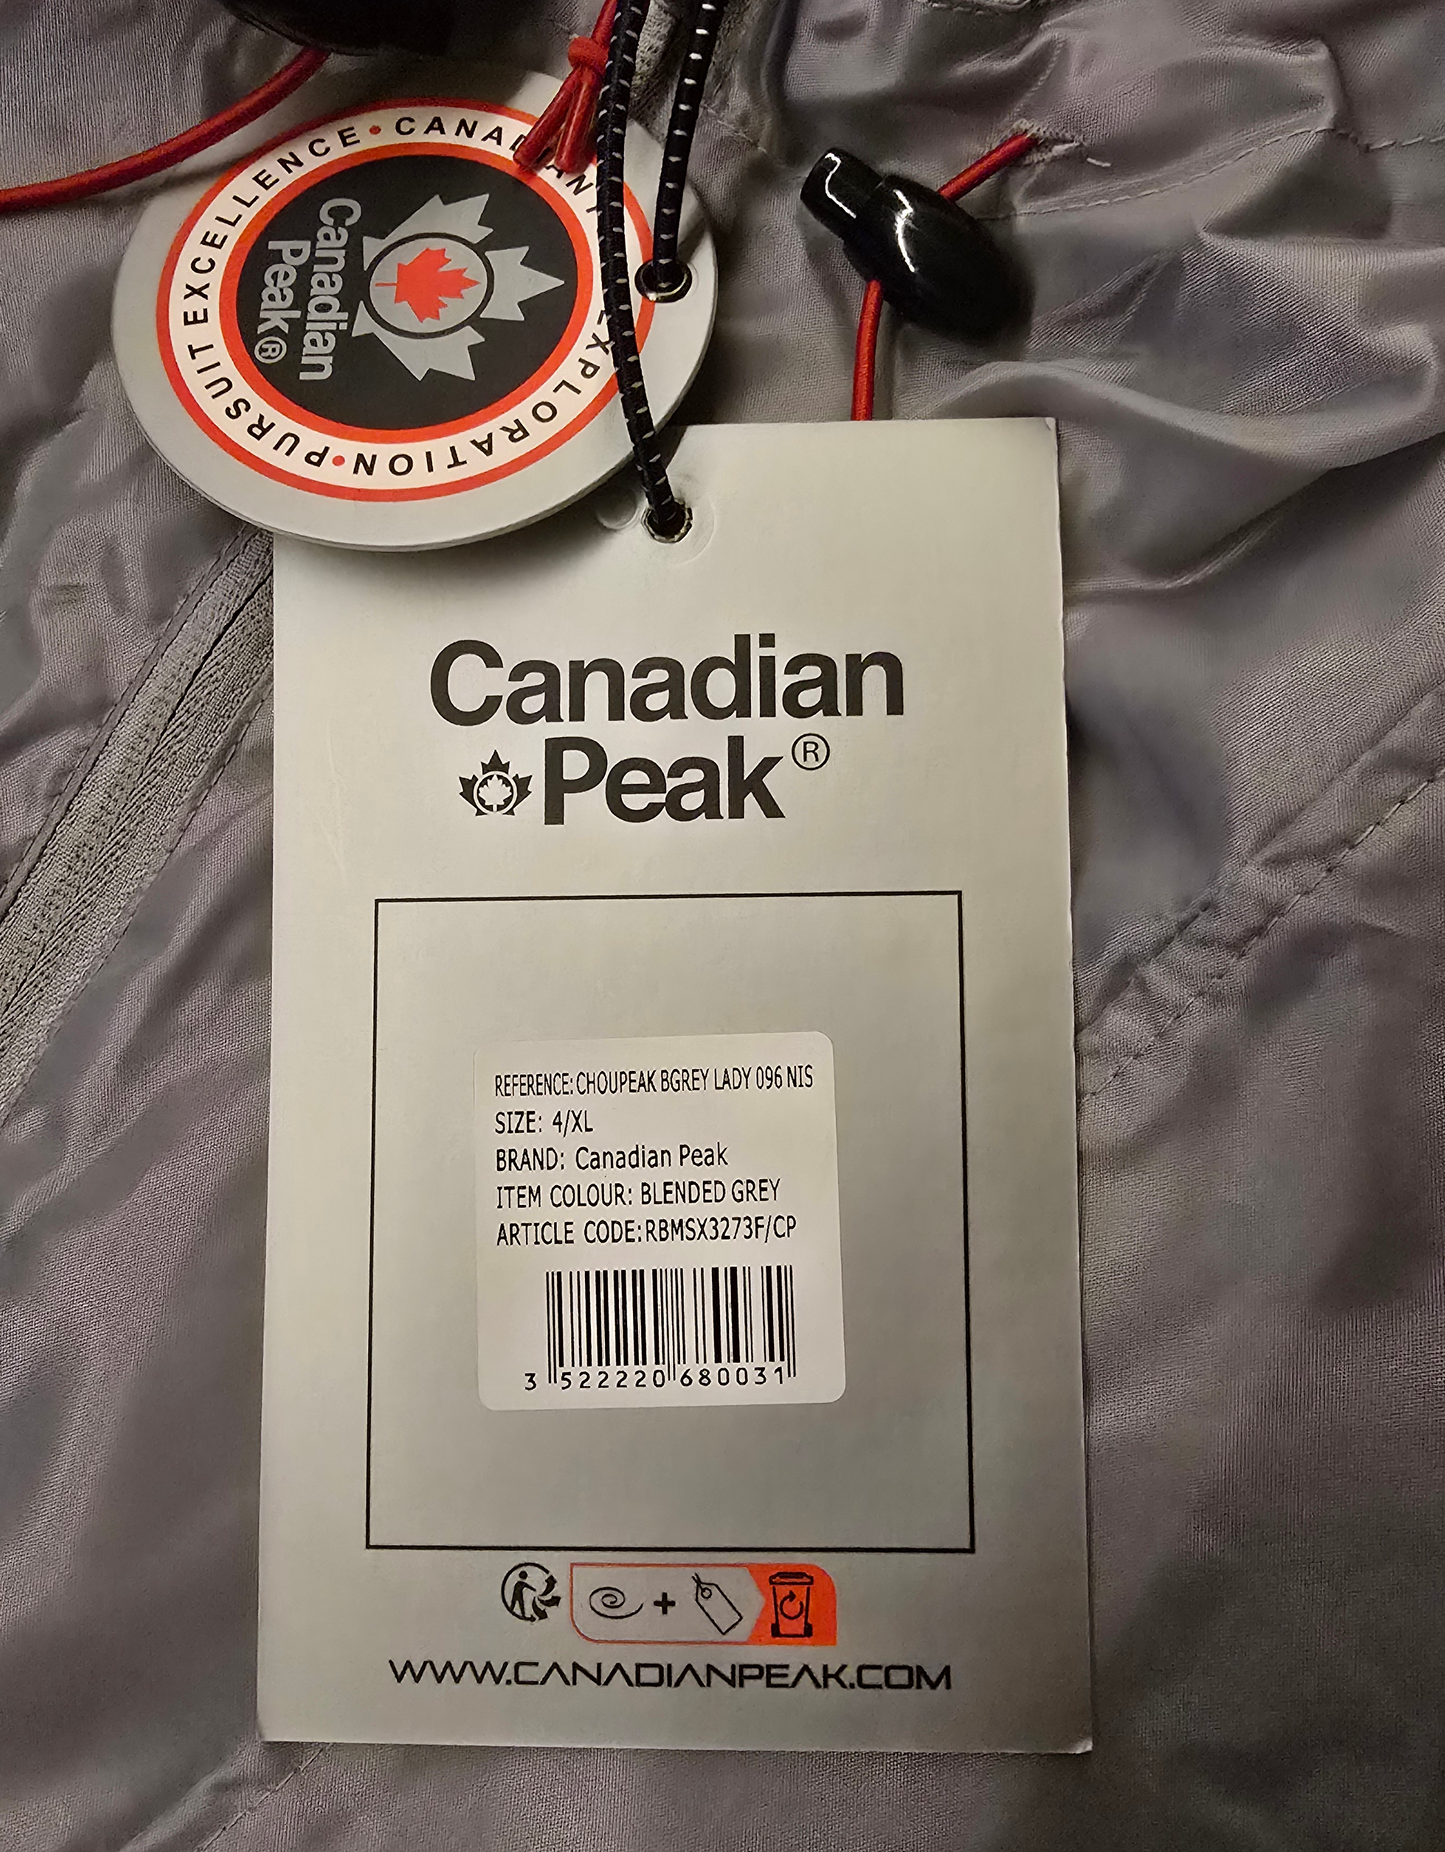 CANADIAN EXPLORATION • PURSUIT EXCELLENCE •
Canadian
Peak®
Canadian
Peak®
REFERENCE: CHOUPEAK BGREY LADY 096 NIS
SIZE: 4/XL
BRAND: Canadian Peak
ITEM COLOUR: BLENDED GREY
ARTICLE CODE:RBMSX3273F/CP
3 522220 680031
WWW.CANADIANPEAK.COM